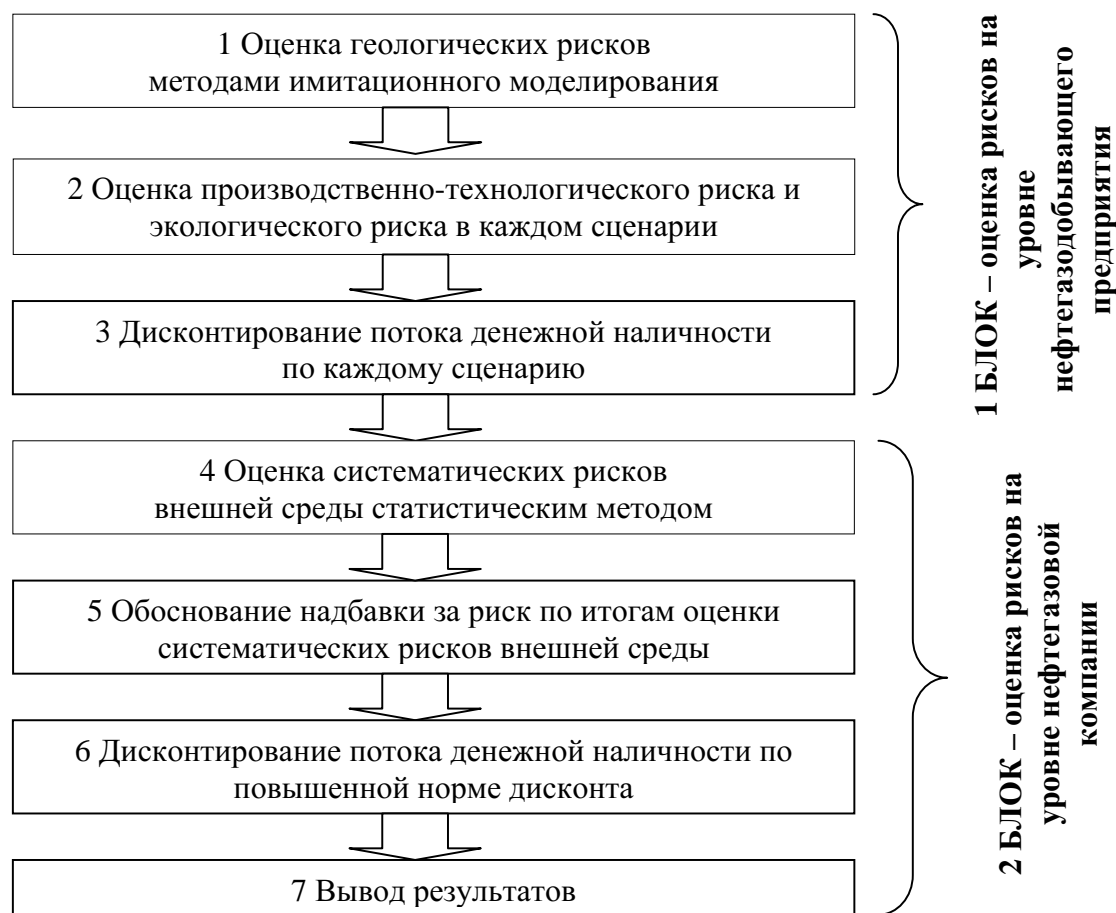 1 Оценка геологических рисков
методами имитационного моделирования
2 Оценка производственно-технологического риска и
экологического риска в каждом сценарии
3 Дисконтирование потока денежной наличности
по каждому сценарию
1 БЛОК – оценка рисков на
уровне
нефтегазодобывающего
предприятия
4 Оценка систематических рисков
внешней среды статистическим методом
5 Обоснование надбавки за риск по итогам оценки
систематических рисков внешней среды
6 Дисконтирование потока денежной наличности по
повышенной норме дисконта
7 Вывод результатов
2 БЛОК – оценка рисков на
уровне нефтегазовой
компании